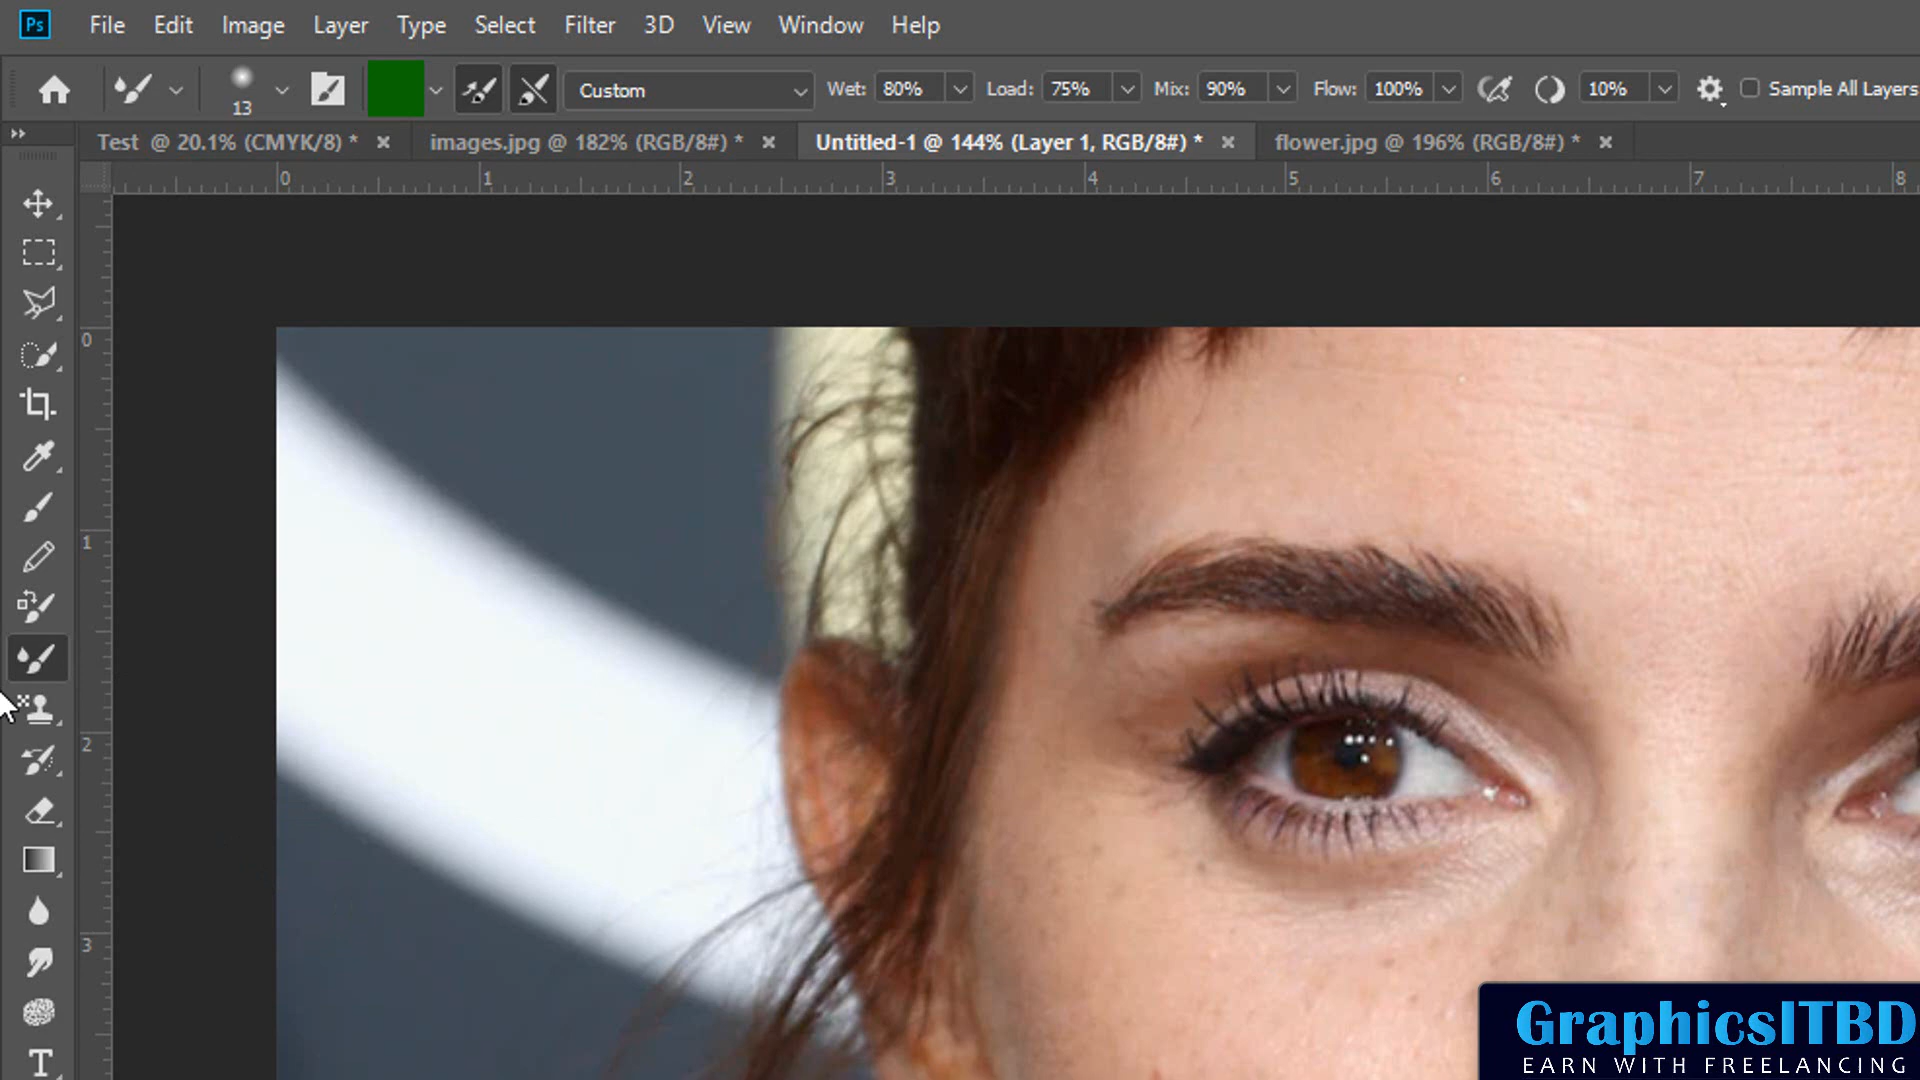 Ps File Edit Image Layer Type Select Filter 3D View Window Help
13 Custom Wet: 80% Load: 75% Mix: 90% Flow: 100% 10% Sample All Layers
Test @ 20.1% (CMYK/8) * images.jpg @ 182% (RGB/8#) * Untitled-1 @ 144% (Layer 1, RGB/8#) * flower.jpg @ 196% (RGB/8#) *
0 1 2 3 4 5 6 7 8
0
1
2
3
T
GraphicsITBD
EARN WITH FREELANCING